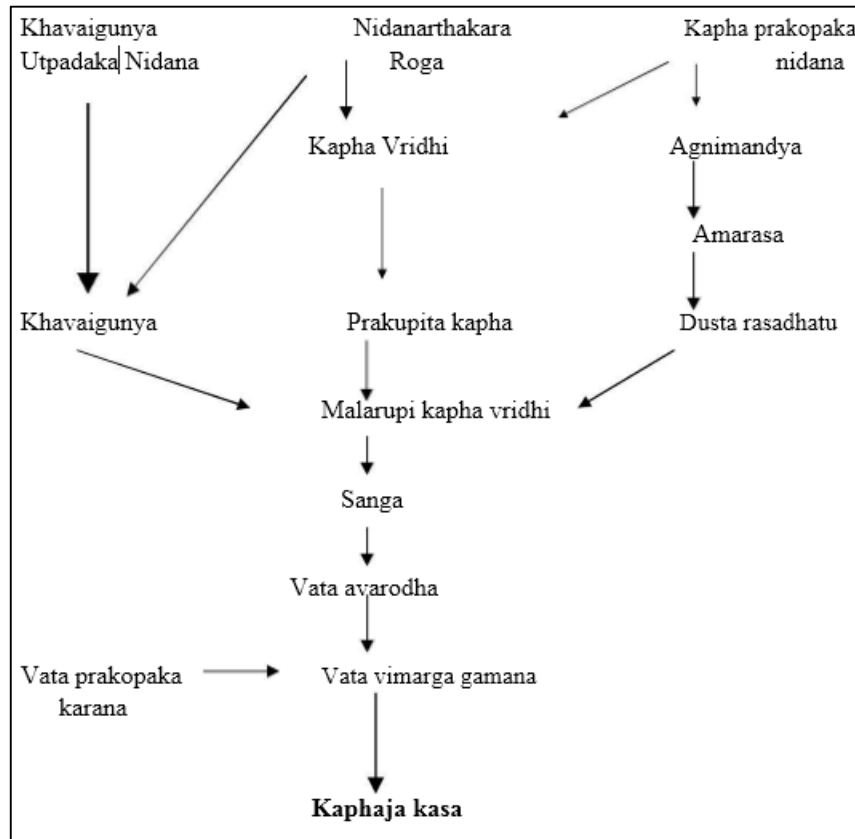 Khavaigunya
Utpadaka Nidana
Nidanarthakara
Roga
Kapha prakopaka
nidana
Kapha Vridhi
Agnimandya
Amarasa
Khavaigunya
Prakupita kapha
Dusta rasadhatu
Malarupi kapha vridhi
Sanga
Vata avarodha
Vata prakopaka
karana
Vata vimarga gamana
Kaphaja kasa